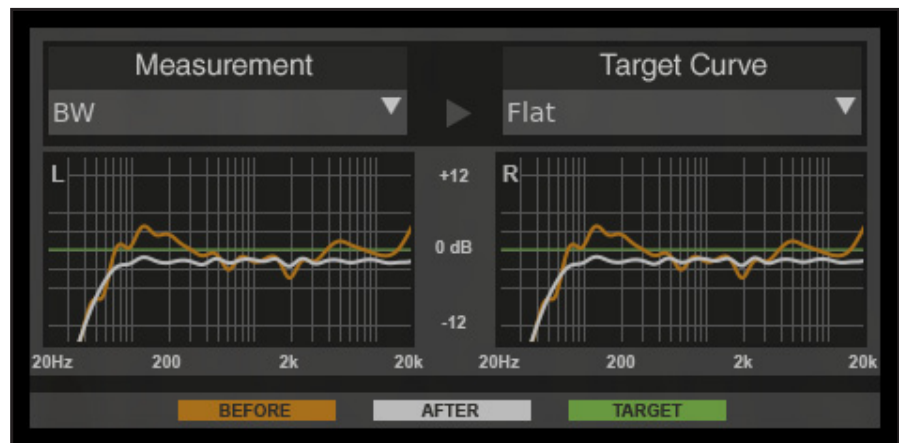 Measurement
Target Curve
BW
Flat
L
+12
R
0 dB
-12
20Hz 200 2k 20k
20Hz 200 2k 20k
BEFORE AFTER TARGET